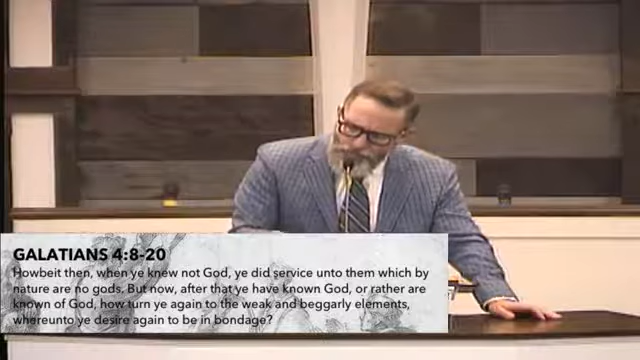 GALATIANS 4:8-20
Howbeit then, when ye knew not God, ye did service unto them which by
nature are no gods. But now, after that ye have known God, or rather are
known of God, how turn ye again to the weak and beggarly elements,
whereunto ye desire again to be in bondage?